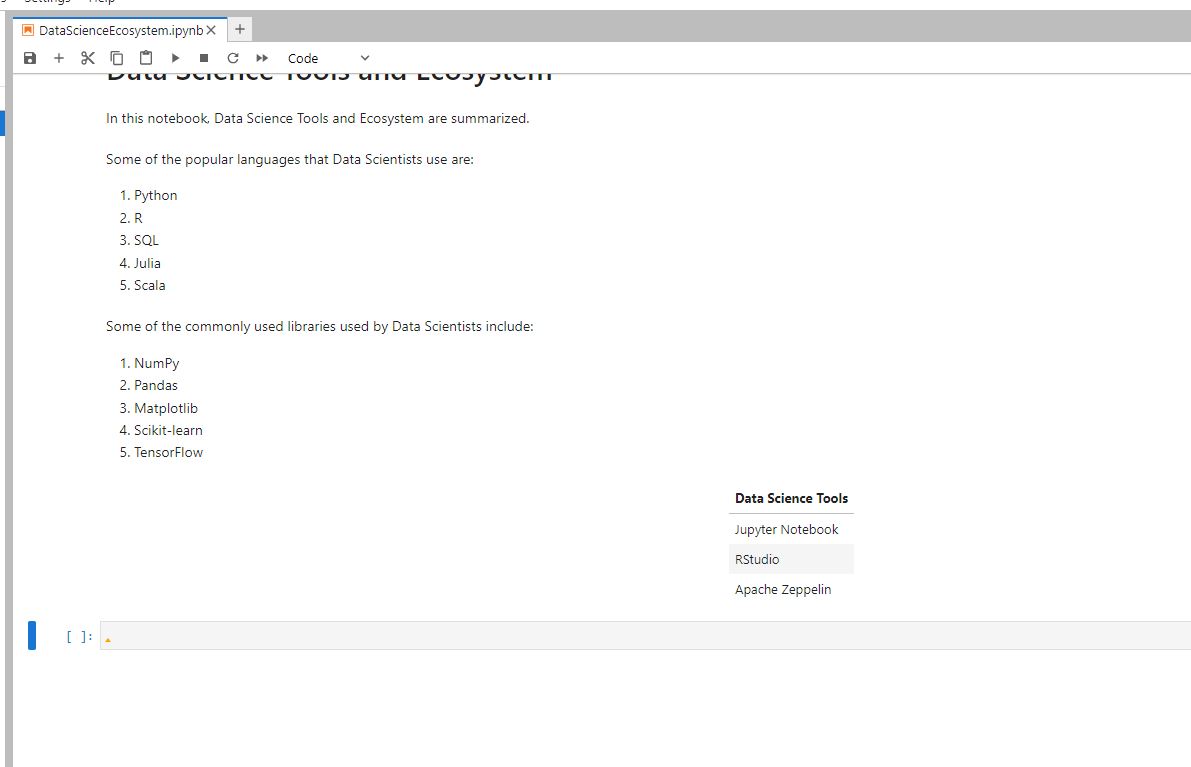 Settings Help
DataScienceEcosystem.ipynb
Code
Data Science Tools and Ecosystem
In this notebook, Data Science Tools and Ecosystem are summarized.
Some of the popular languages that Data Scientists use are:
1. Python
2. R
3. SQL
4. Julia
5. Scala
Some of the commonly used libraries used by Data Scientists include:
1. NumPy
2. Pandas
3. Matplotlib
4. Scikit-learn
5. TensorFlow
Data Science Tools
Jupyter Notebook
RStudio
Apache Zeppelin
[ ]: